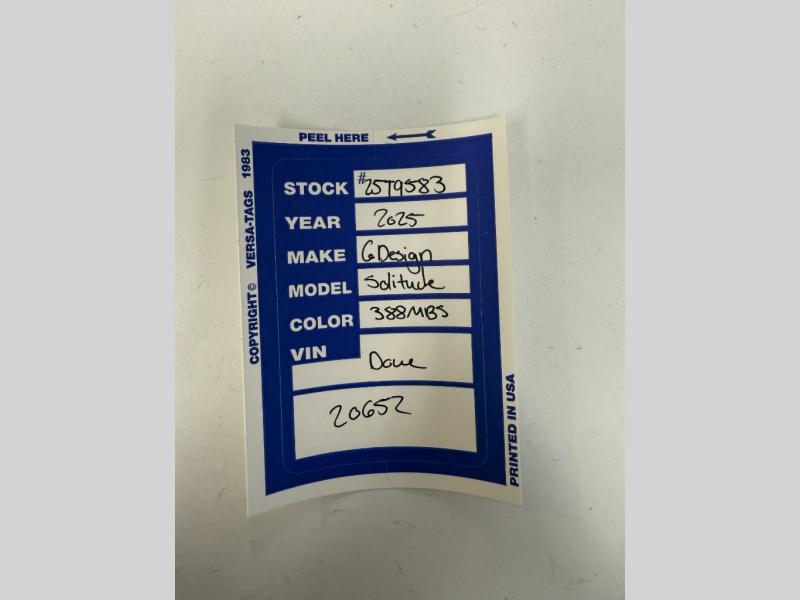 PEEL HERE
COPYRIGHT © VERSA-TAGS 1983
STOCK #25T9583
YEAR 2025
MAKE GDesign
MODEL Solitude
COLOR 388MBS
VIN
Dave
20652
PRINTED IN USA